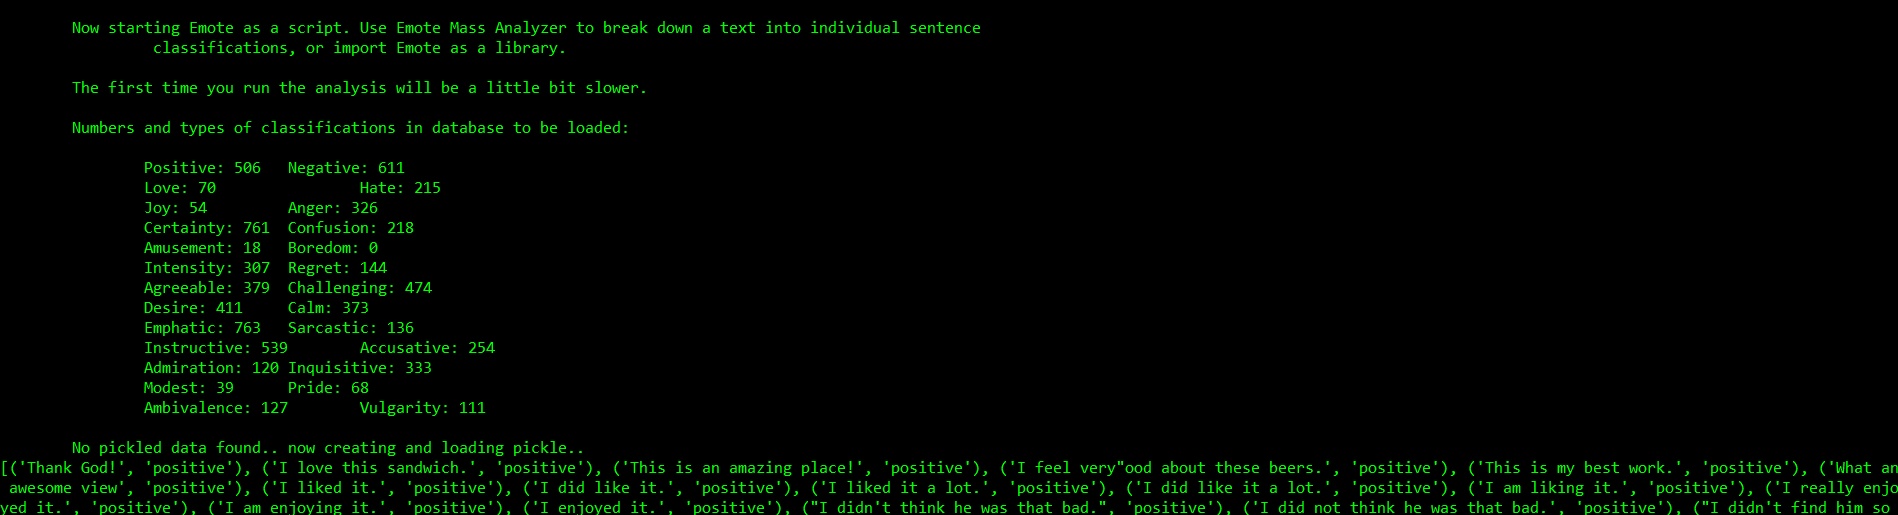 Now starting Emote as a script. Use Emote Mass Analyzer to break down a text into individual sentence
classifications, or import Emote as a library.
The first time you run the analysis will be a little bit slower.
Numbers and types of classifications in database to be loaded:
Positive: 506 Negative: 611
Love: 70 Hate: 215
Joy: 54 Anger: 326
Certainty: 761 Confusion: 218
Amusement: 18 Boredom: 0
Intensity: 307 Regret: 144
Agreeable: 379 Challenging: 474
Desire: 411 Calm: 373
Emphatic: 763 Sarcastic: 136
Instructive: 539 Accusative: 254
Admiration: 120 Inquisitive: 333
Modest: 39 Pride: 68
Ambivalence: 127 Vulgarity: 111
No pickled data found.. now creating and loading pickle..
[('Thank God!', 'positive'), ('I love this sandwich.', 'positive'), ('This is an amazing place!', 'positive'), ('I feel very"ood about these beers.', 'positive'), ('This is my best work.', 'positive'), ('What an
awesome view', 'positive'), ('I liked it.', 'positive'), ('I did like it.', 'positive'), ('I liked it a lot.', 'positive'), ('I did like it a lot.', 'positive'), ('I am liking it.', 'positive'), ('I really enjo
yed it.', 'positive'), ('I am enjoying it.', 'positive'), ('I enjoyed it.', 'positive'), ("I didn't think he was that bad.", 'positive'), ('I did not think he was that bad.', 'positive'), ("I didn't find him so